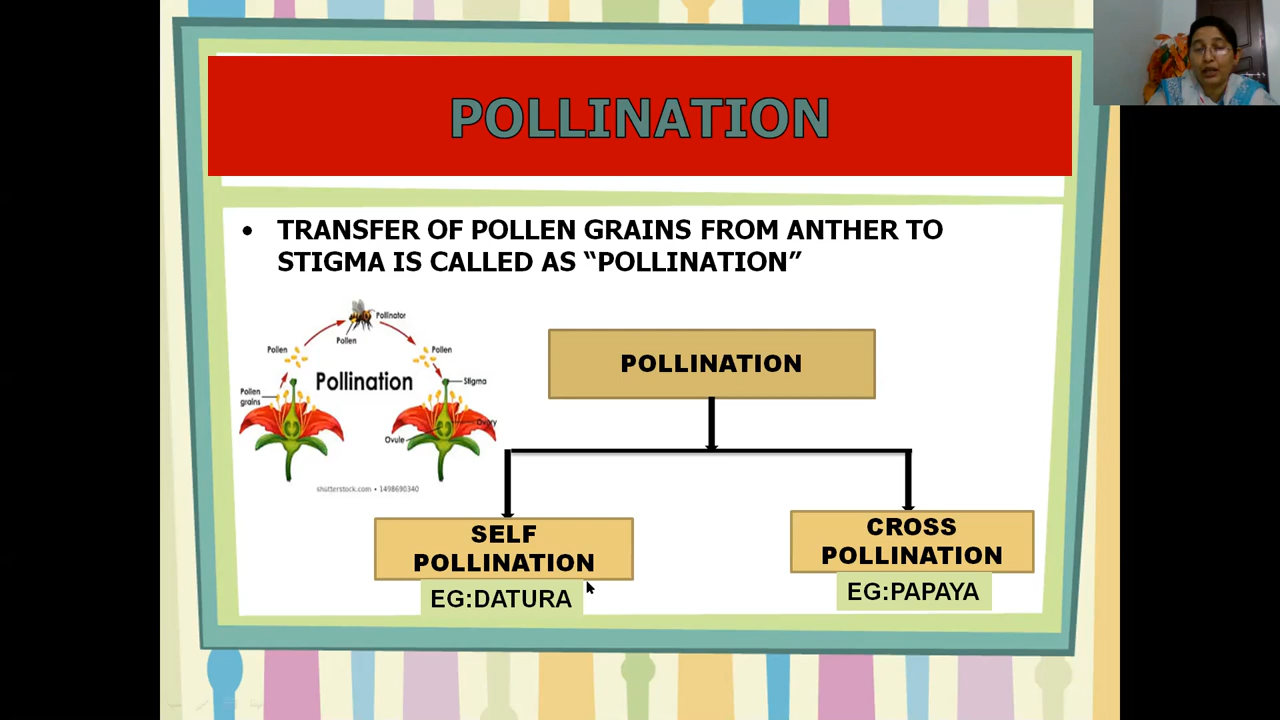 POLLINATION
• TRANSFER OF POLLEN GRAINS FROM ANTHER TO
STIGMA IS CALLED AS “POLLINATION”
Pollinator
Pollen
Pollen
Pollen
Pollination
Stigma
Pollen
grains
Ovary
Ovule
shutterstock.com • 1498690340
POLLINATION
SELF
POLLINATION
EG:DATURA
CROSS
POLLINATION
EG:PAPAYA